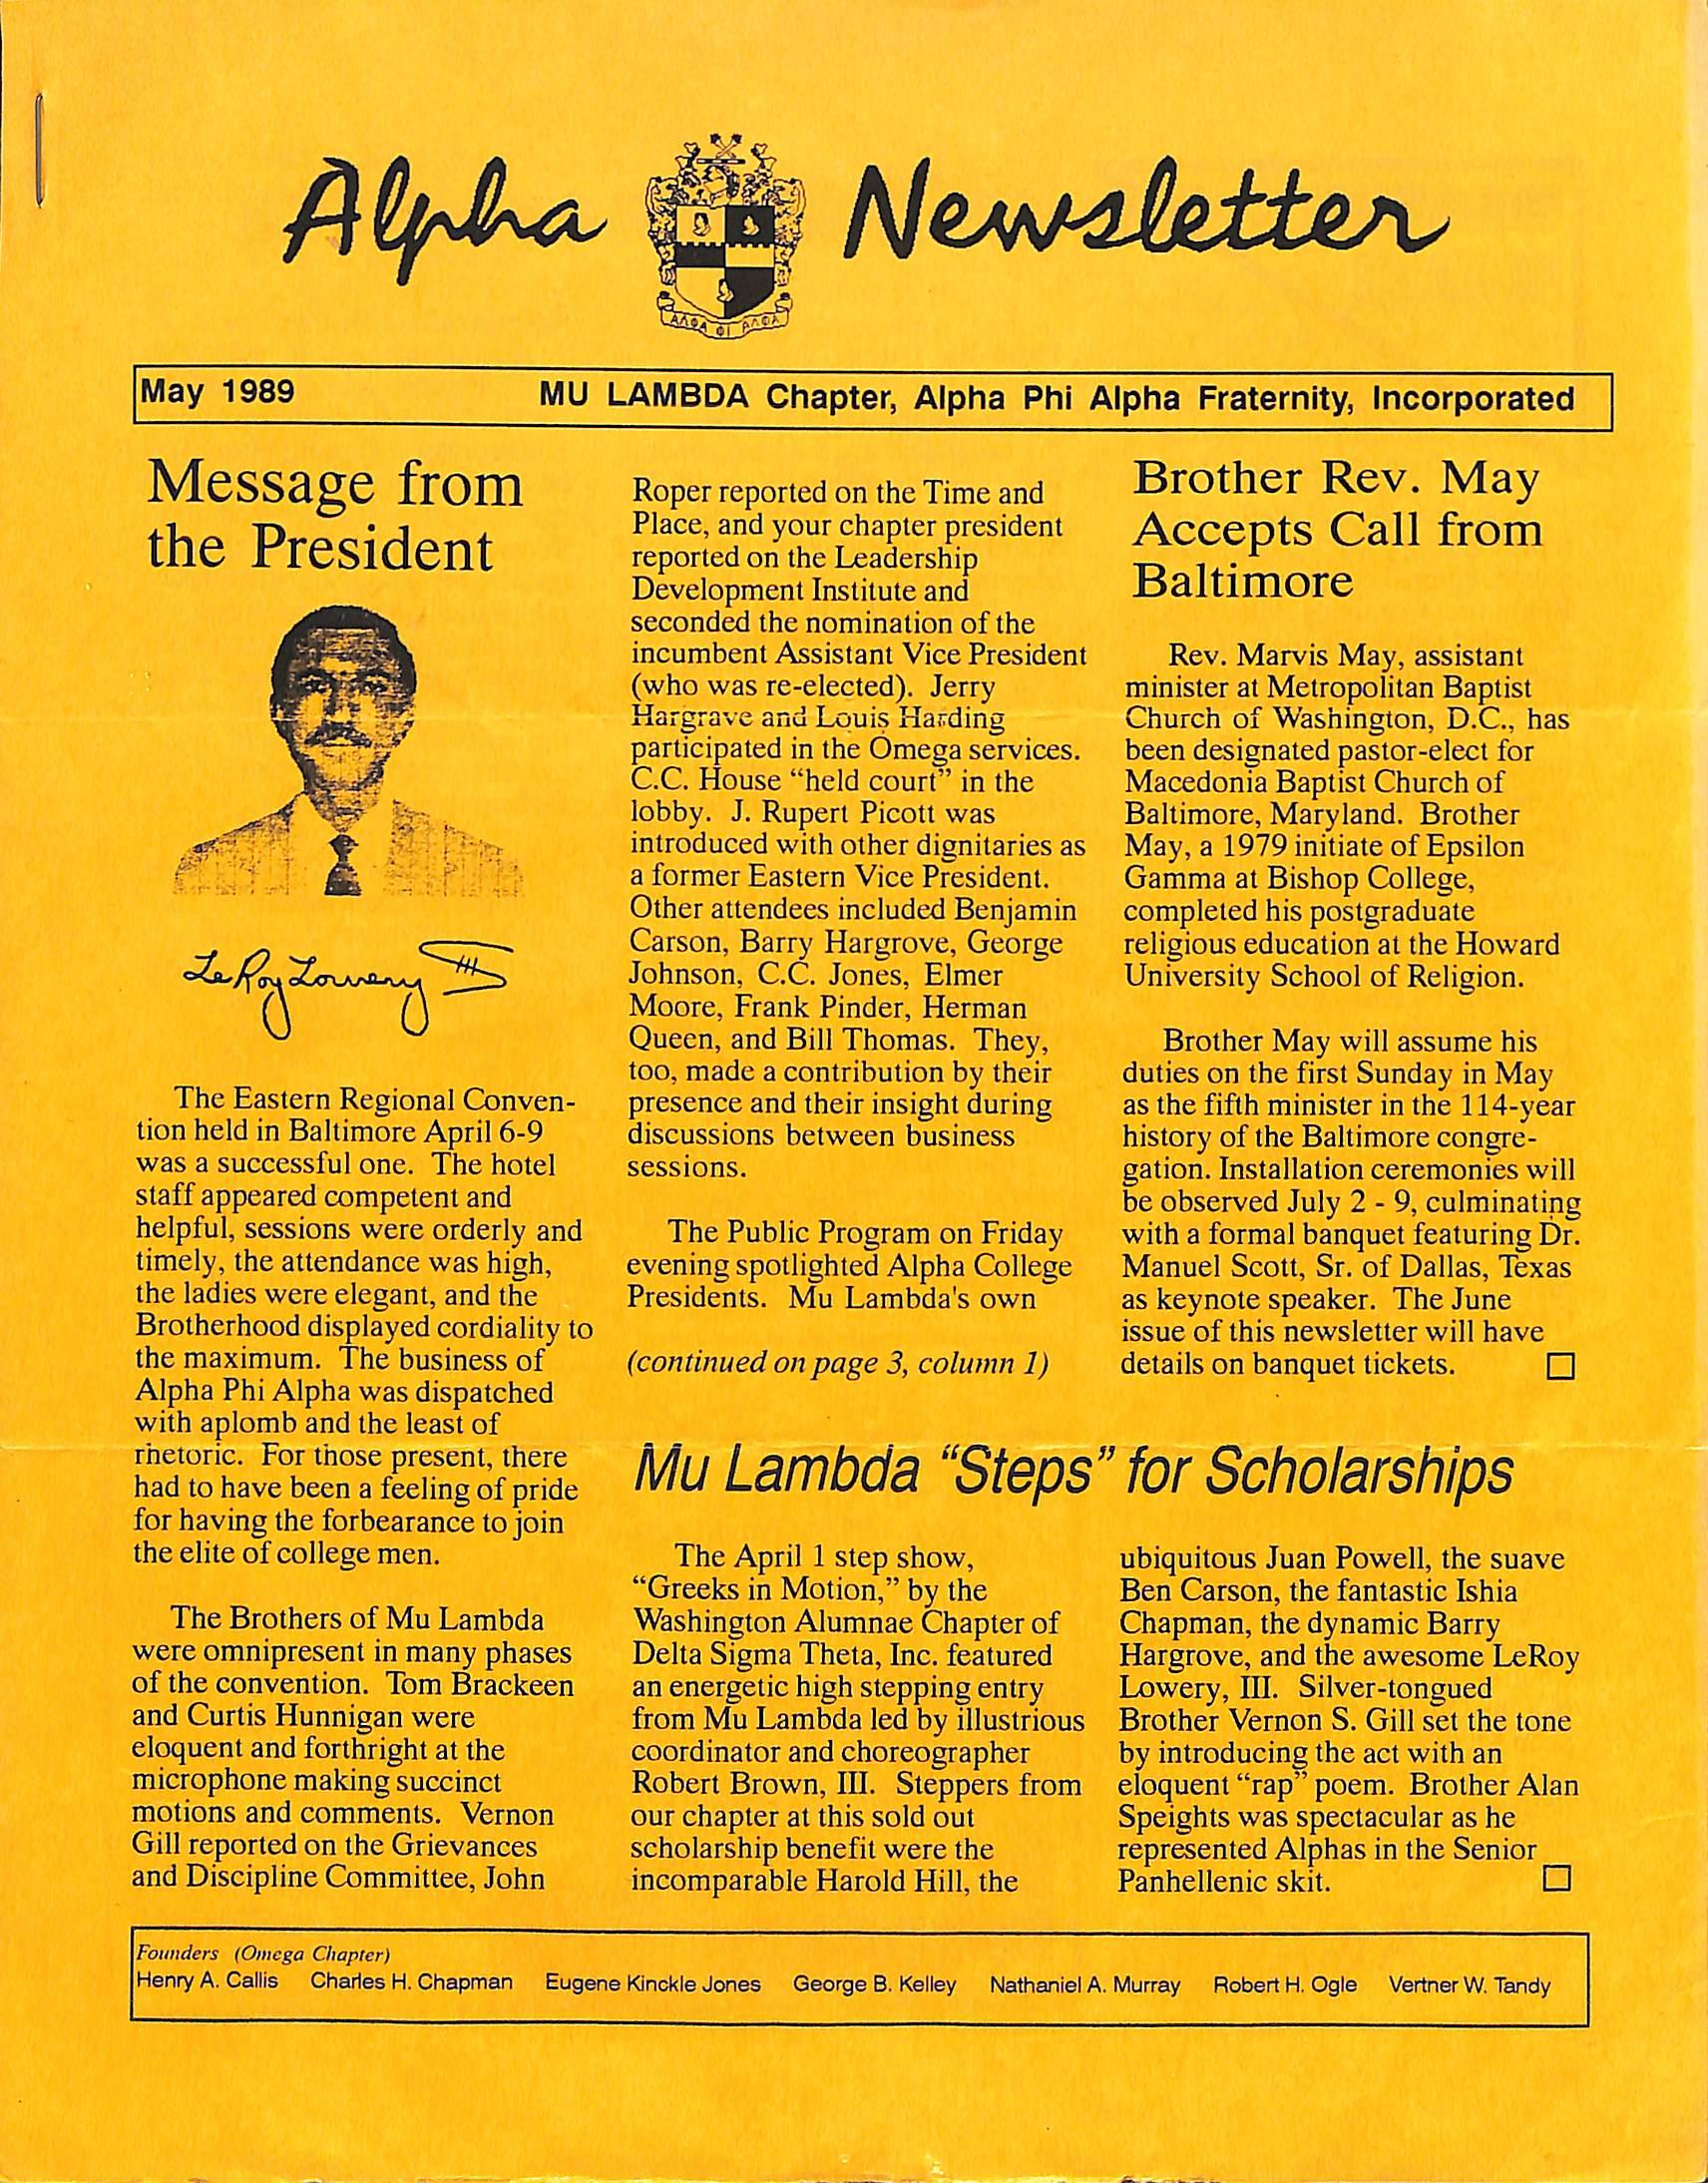 Alpha Newsletter
ΑΛΦΑ ΦΙ ΑΛΦΑ
May 1989 MU LAMBDA Chapter, Alpha Phi Alpha Fraternity, Incorporated
Message from
the President
LeRoy Lowery III
The Eastern Regional Conven-
tion held in Baltimore April 6-9
was a successful one. The hotel
staff appeared competent and
helpful, sessions were orderly and
timely, the attendance was high,
the ladies were elegant, and the
Brotherhood displayed cordiality to
the maximum. The business of
Alpha Phi Alpha was dispatched
with aplomb and the least of
rhetoric. For those present, there
had to have been a feeling of pride
for having the forbearance to join
the elite of college men.
The Brothers of Mu Lambda
were omnipresent in many phases
of the convention. Tom Brackeen
and Curtis Hunnigan were
eloquent and forthright at the
microphone making succinct
motions and comments. Vernon
Gill reported on the Grievances
and Discipline Committee, John
Roper reported on the Time and
Place, and your chapter president
reported on the Leadership
Development Institute and
seconded the nomination of the
incumbent Assistant Vice President
(who was re-elected). Jerry
Hargrave and Louis Harding
participated in the Omega services.
C.C. House “held court” in the
lobby. J. Rupert Picott was
introduced with other dignitaries as
a former Eastern Vice President.
Other attendees included Benjamin
Carson, Barry Hargrove, George
Johnson, C.C. Jones, Elmer
Moore, Frank Pinder, Herman
Queen, and Bill Thomas. They,
too, made a contribution by their
presence and their insight during
discussions between business
sessions.
The Public Program on Friday
evening spotlighted Alpha College
Presidents. Mu Lambda's own
(continued on page 3, column 1)
Brother Rev. May
Accepts Call from
Baltimore
Rev. Marvis May, assistant
minister at Metropolitan Baptist
Church of Washington, D.C., has
been designated pastor-elect for
Macedonia Baptist Church of
Baltimore, Maryland. Brother
May, a 1979 initiate of Epsilon
Gamma at Bishop College,
completed his postgraduate
religious education at the Howard
University School of Religion.
Brother May will assume his
duties on the first Sunday in May
as the fifth minister in the 114-year
history of the Baltimore congre-
gation. Installation ceremonies will
be observed July 2 - 9, culminating
with a formal banquet featuring Dr.
Manuel Scott, Sr. of Dallas, Texas
as keynote speaker. The June
issue of this newsletter will have
details on banquet tickets.
Mu Lambda “Steps” for Scholarships
The April 1 step show,
“Greeks in Motion,” by the
Washington Alumnae Chapter of
Delta Sigma Theta, Inc. featured
an energetic high stepping entry
from Mu Lambda led by illustrious
coordinator and choreographer
Robert Brown, III. Steppers from
our chapter at this sold out
scholarship benefit were the
incomparable Harold Hill, the
ubiquitous Juan Powell, the suave
Ben Carson, the fantastic Ishia
Chapman, the dynamic Barry
Hargrove, and the awesome LeRoy
Lowery, III. Silver-tongued
Brother Vernon S. Gill set the tone
by introducing the act with an
eloquent “rap” poem. Brother Alan
Speights was spectacular as he
represented Alphas in the Senior
Panhellenic skit.
Founders (Omega Chapter)
Henry A. Callis Charles H. Chapman Eugene Kinckle Jones George B. Kelley Nathaniel A. Murray Robert H. Ogle Vertner W. Tandy